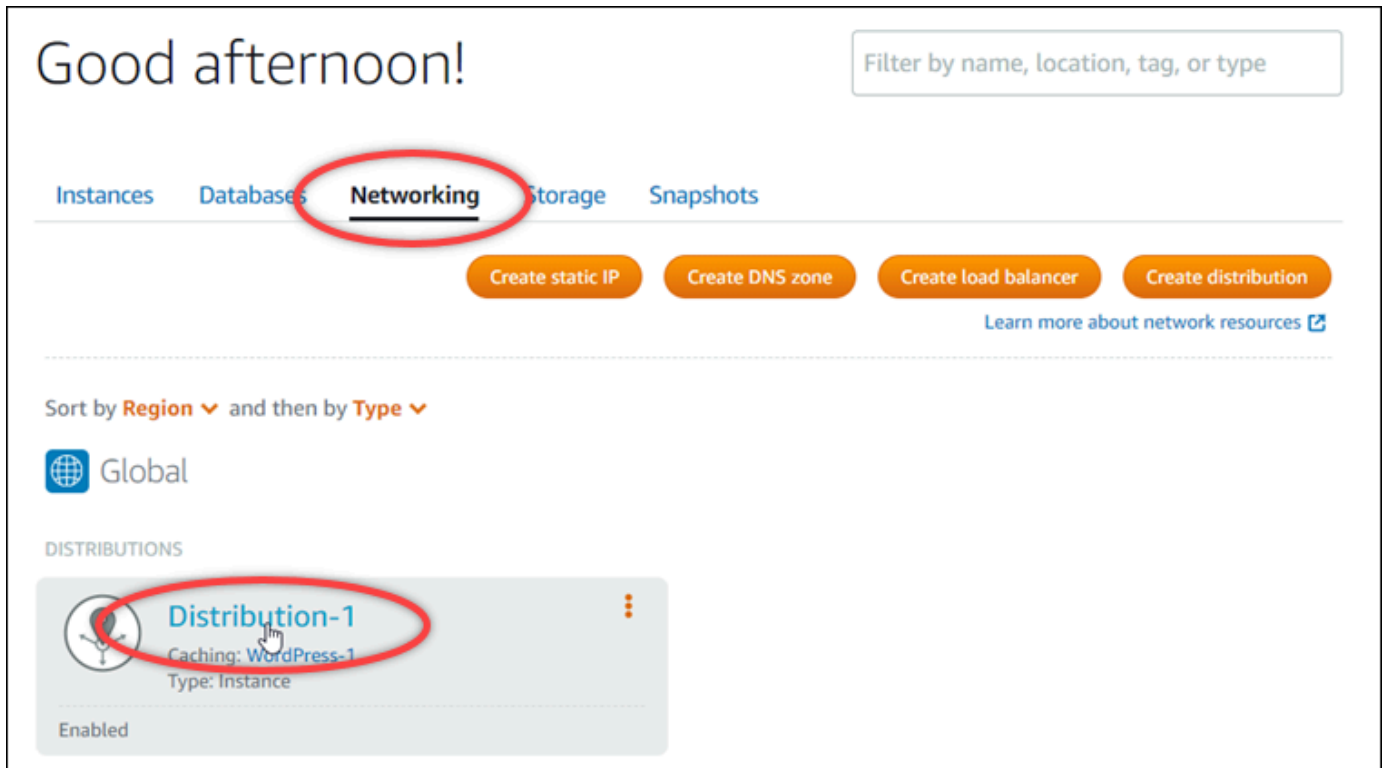 Good afternoon!
Filter by name, location, tag, or type
Instances Databases Networking Storage Snapshots
Create static IP Create DNS zone Create load balancer Create distribution
Learn more about network resources
Sort by Region and then by Type
Global
DISTRIBUTIONS
Distribution-1
Caching: WordPress-1
Type: Instance
Enabled